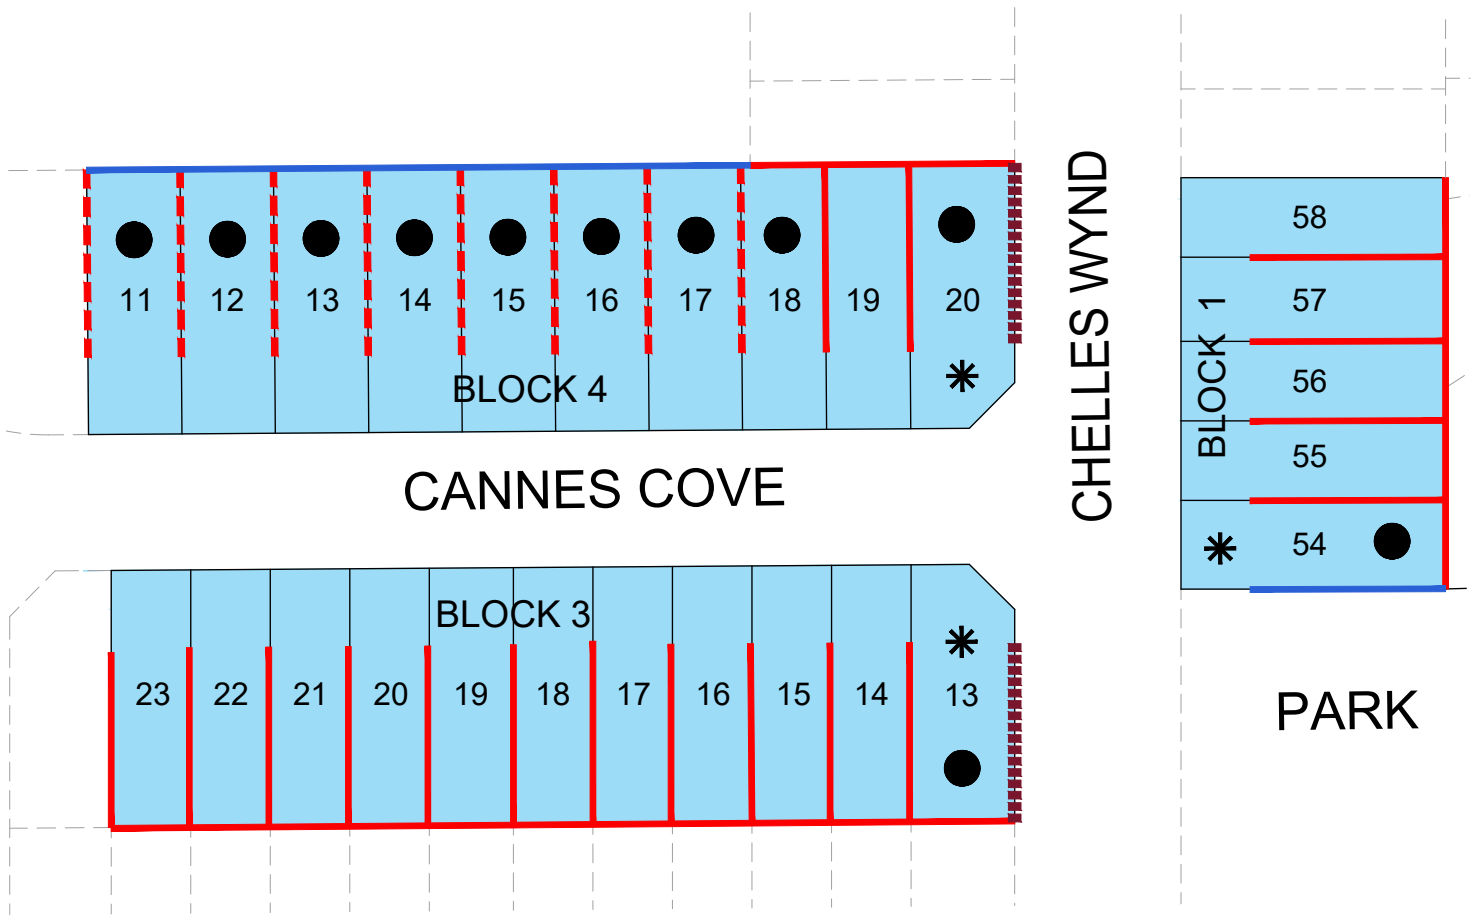 11 12 13 14 15 16 17 18 19 20
BLOCK 4
CANNES COVE
BLOCK 3
23 22 21 20 19 18 17 16 15 14 13
CHELLES WYND
58
57
56
55
54
BLOCK 1
PARK